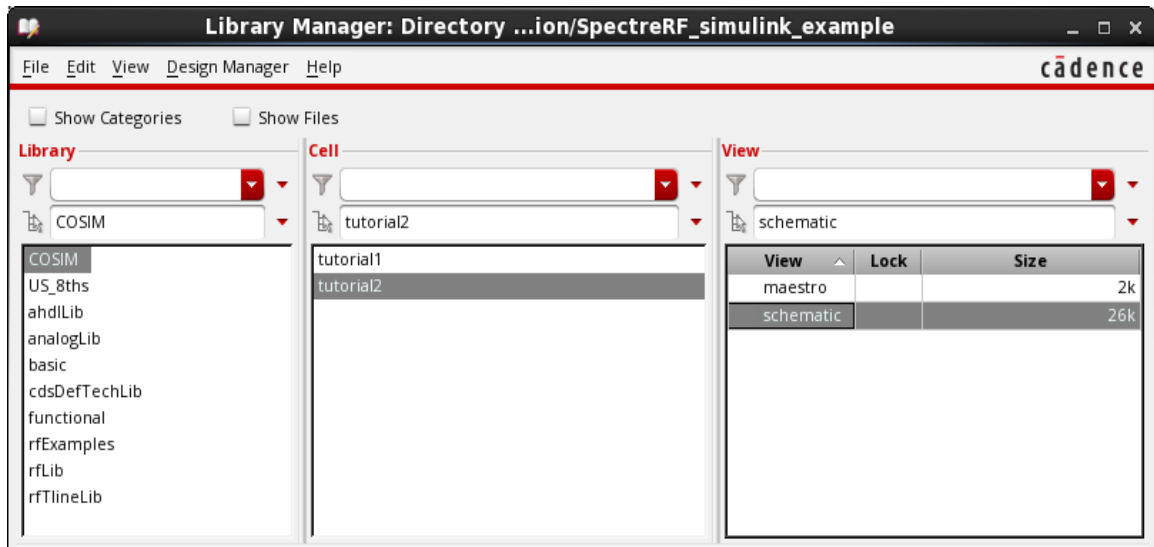 Library Manager: Directory ...ion/SpectreRF_simulink_example
File Edit View Design Manager Help
cādence
Show Categories Show Files
Library
COSIM
COSIM
US_8ths
ahdlLib
analogLib
basic
cdsDefTechLib
functional
rfExamples
rfLib
rfTlineLib
Cell
tutorial2
tutorial1
tutorial2
View
schematic
View Lock Size
maestro 2k
schematic 26k